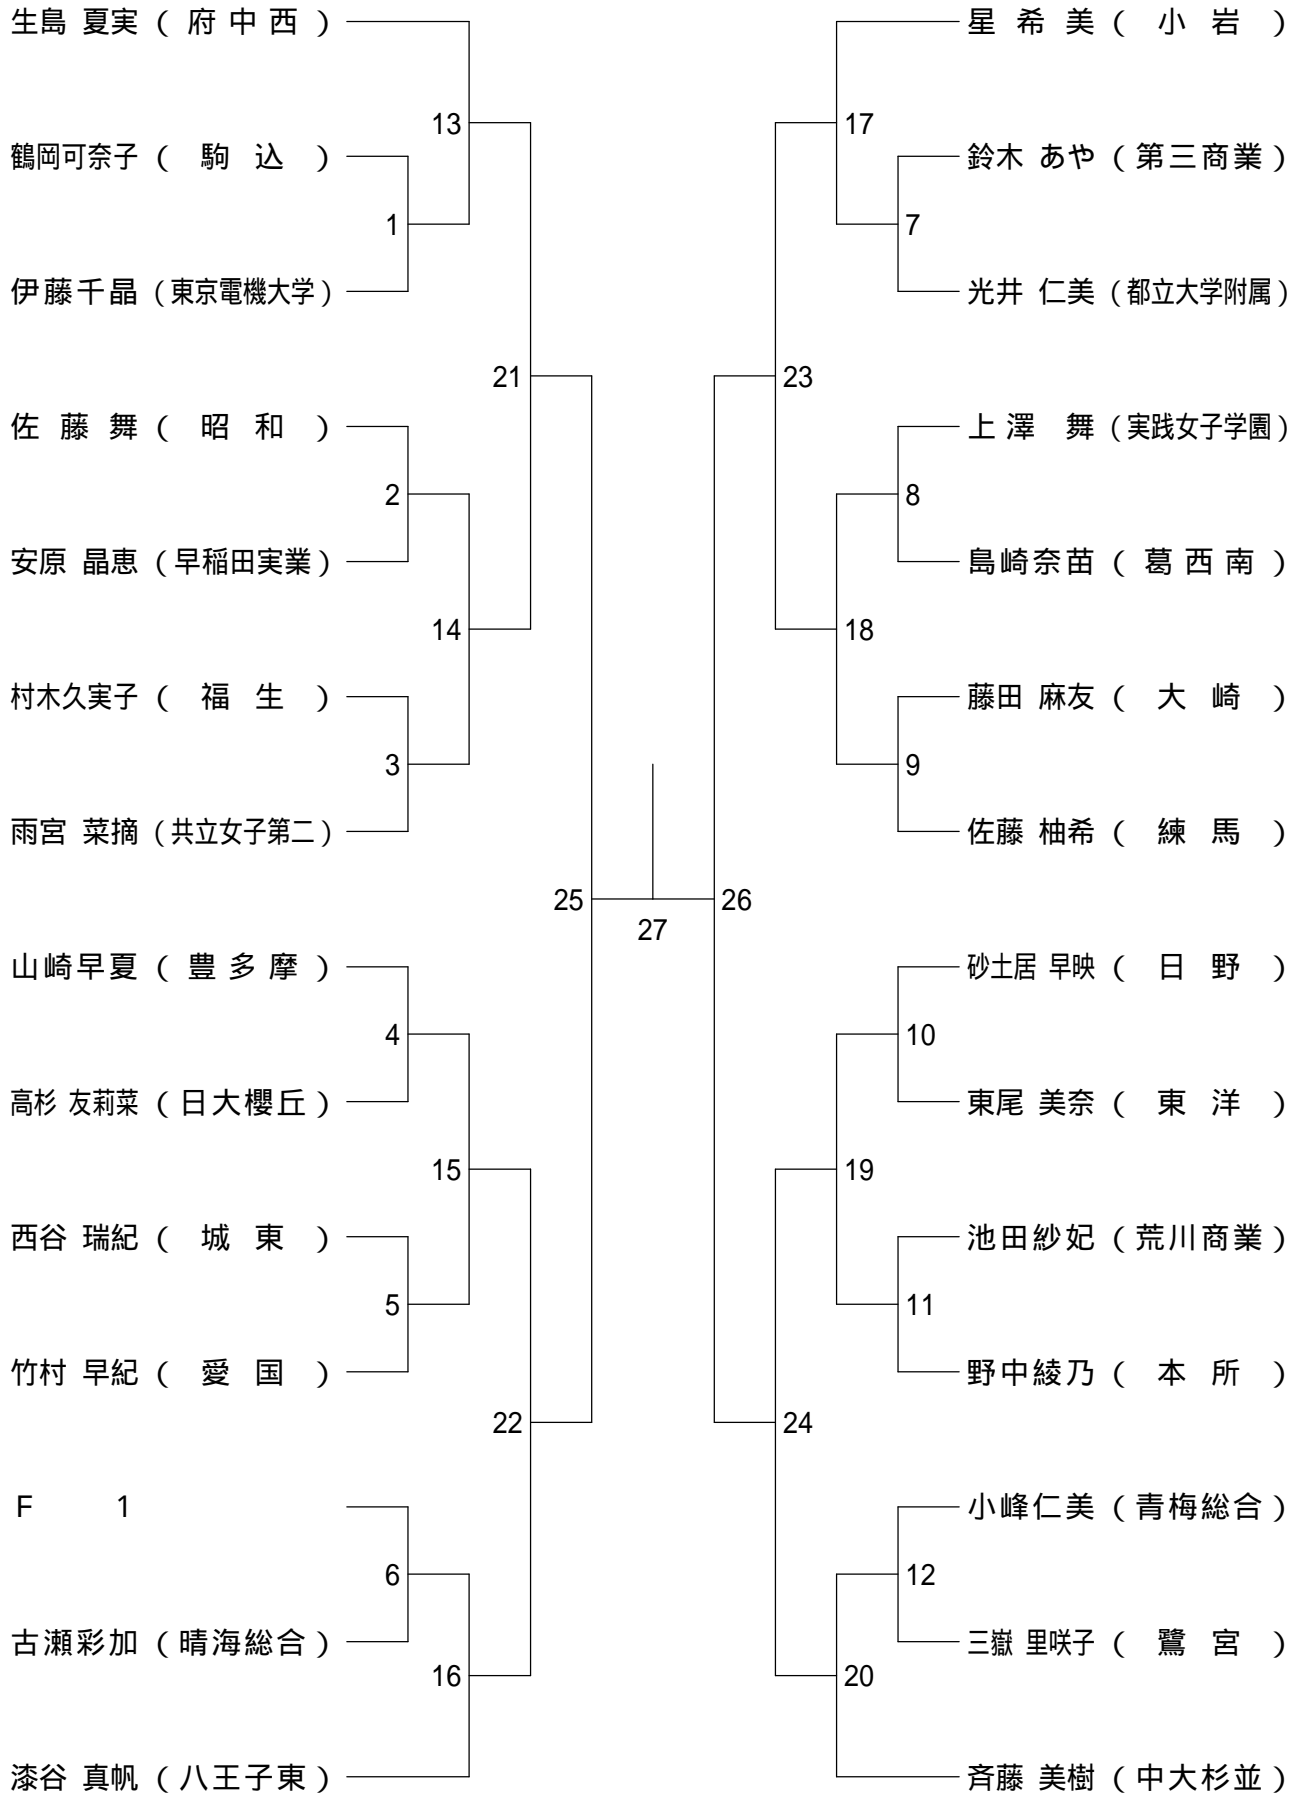 生島 夏実 ( 府 中 西 )
13
鶴岡可奈子 ( 駒 込 )
1
伊藤千晶 (東京電機大学)
21
佐 藤 舞 ( 昭 和 )
2
安原 晶恵 (早稲田実業)
14
村木久実子 ( 福 生 )
3
雨宮 菜摘 (共立女子第二)
25
山崎早夏 ( 豊 多 摩 )
4
高杉 友莉菜 (日大櫻丘)
15
西谷 瑞紀 ( 城 東 )
5
竹村 早紀 ( 愛 国 )
22
F 1
6
古瀬彩加 (晴海総合)
16
漆谷 真帆 (八王子東)
27
星 希 美 ( 小 岩 )
17
鈴木 あや (第三商業)
7
光井 仁美 (都立大学附属)
23
上 澤 舞 (実践女子学園)
8
島崎奈苗 ( 葛 西 南 )
18
藤田 麻友 ( 大 崎 )
9
佐藤 柚希 ( 練 馬 )
26
砂土居 早映 ( 日 野 )
10
東尾 美奈 ( 東 洋 )
19
池田紗妃 (荒川商業)
11
野中綾乃 ( 本 所 )
24
小峰仁美 (青梅総合)
12
三嶽 里咲子 ( 鷺 宮 )
20
斉藤 美樹 (中大杉並)